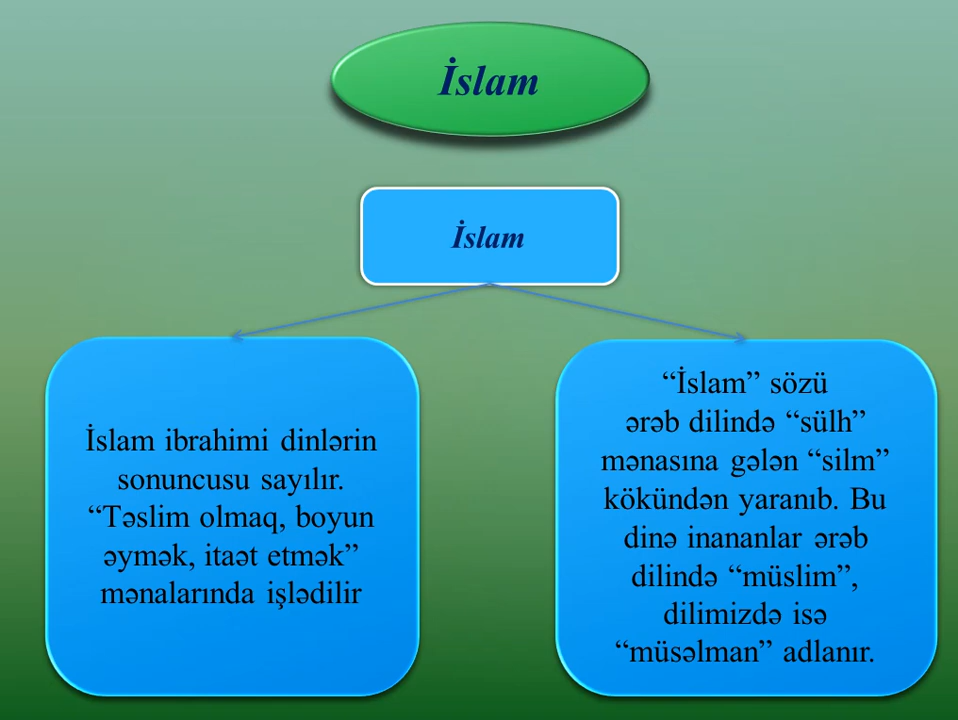 İslam
İslam
İslam ibrahimi dinlərin
sonuncusu sayılır.
“Təslim olmaq, boyun
əymək, itaət etmək”
mənalarında işlədilir
“İslam” sözü
ərəb dilində “sülh”
mənasına gələn “silm”
kökündən yaranıb. Bu
dinə inananlar ərəb
dilində “müslim”,
dilimizdə isə
“müsəlman” adlanır.